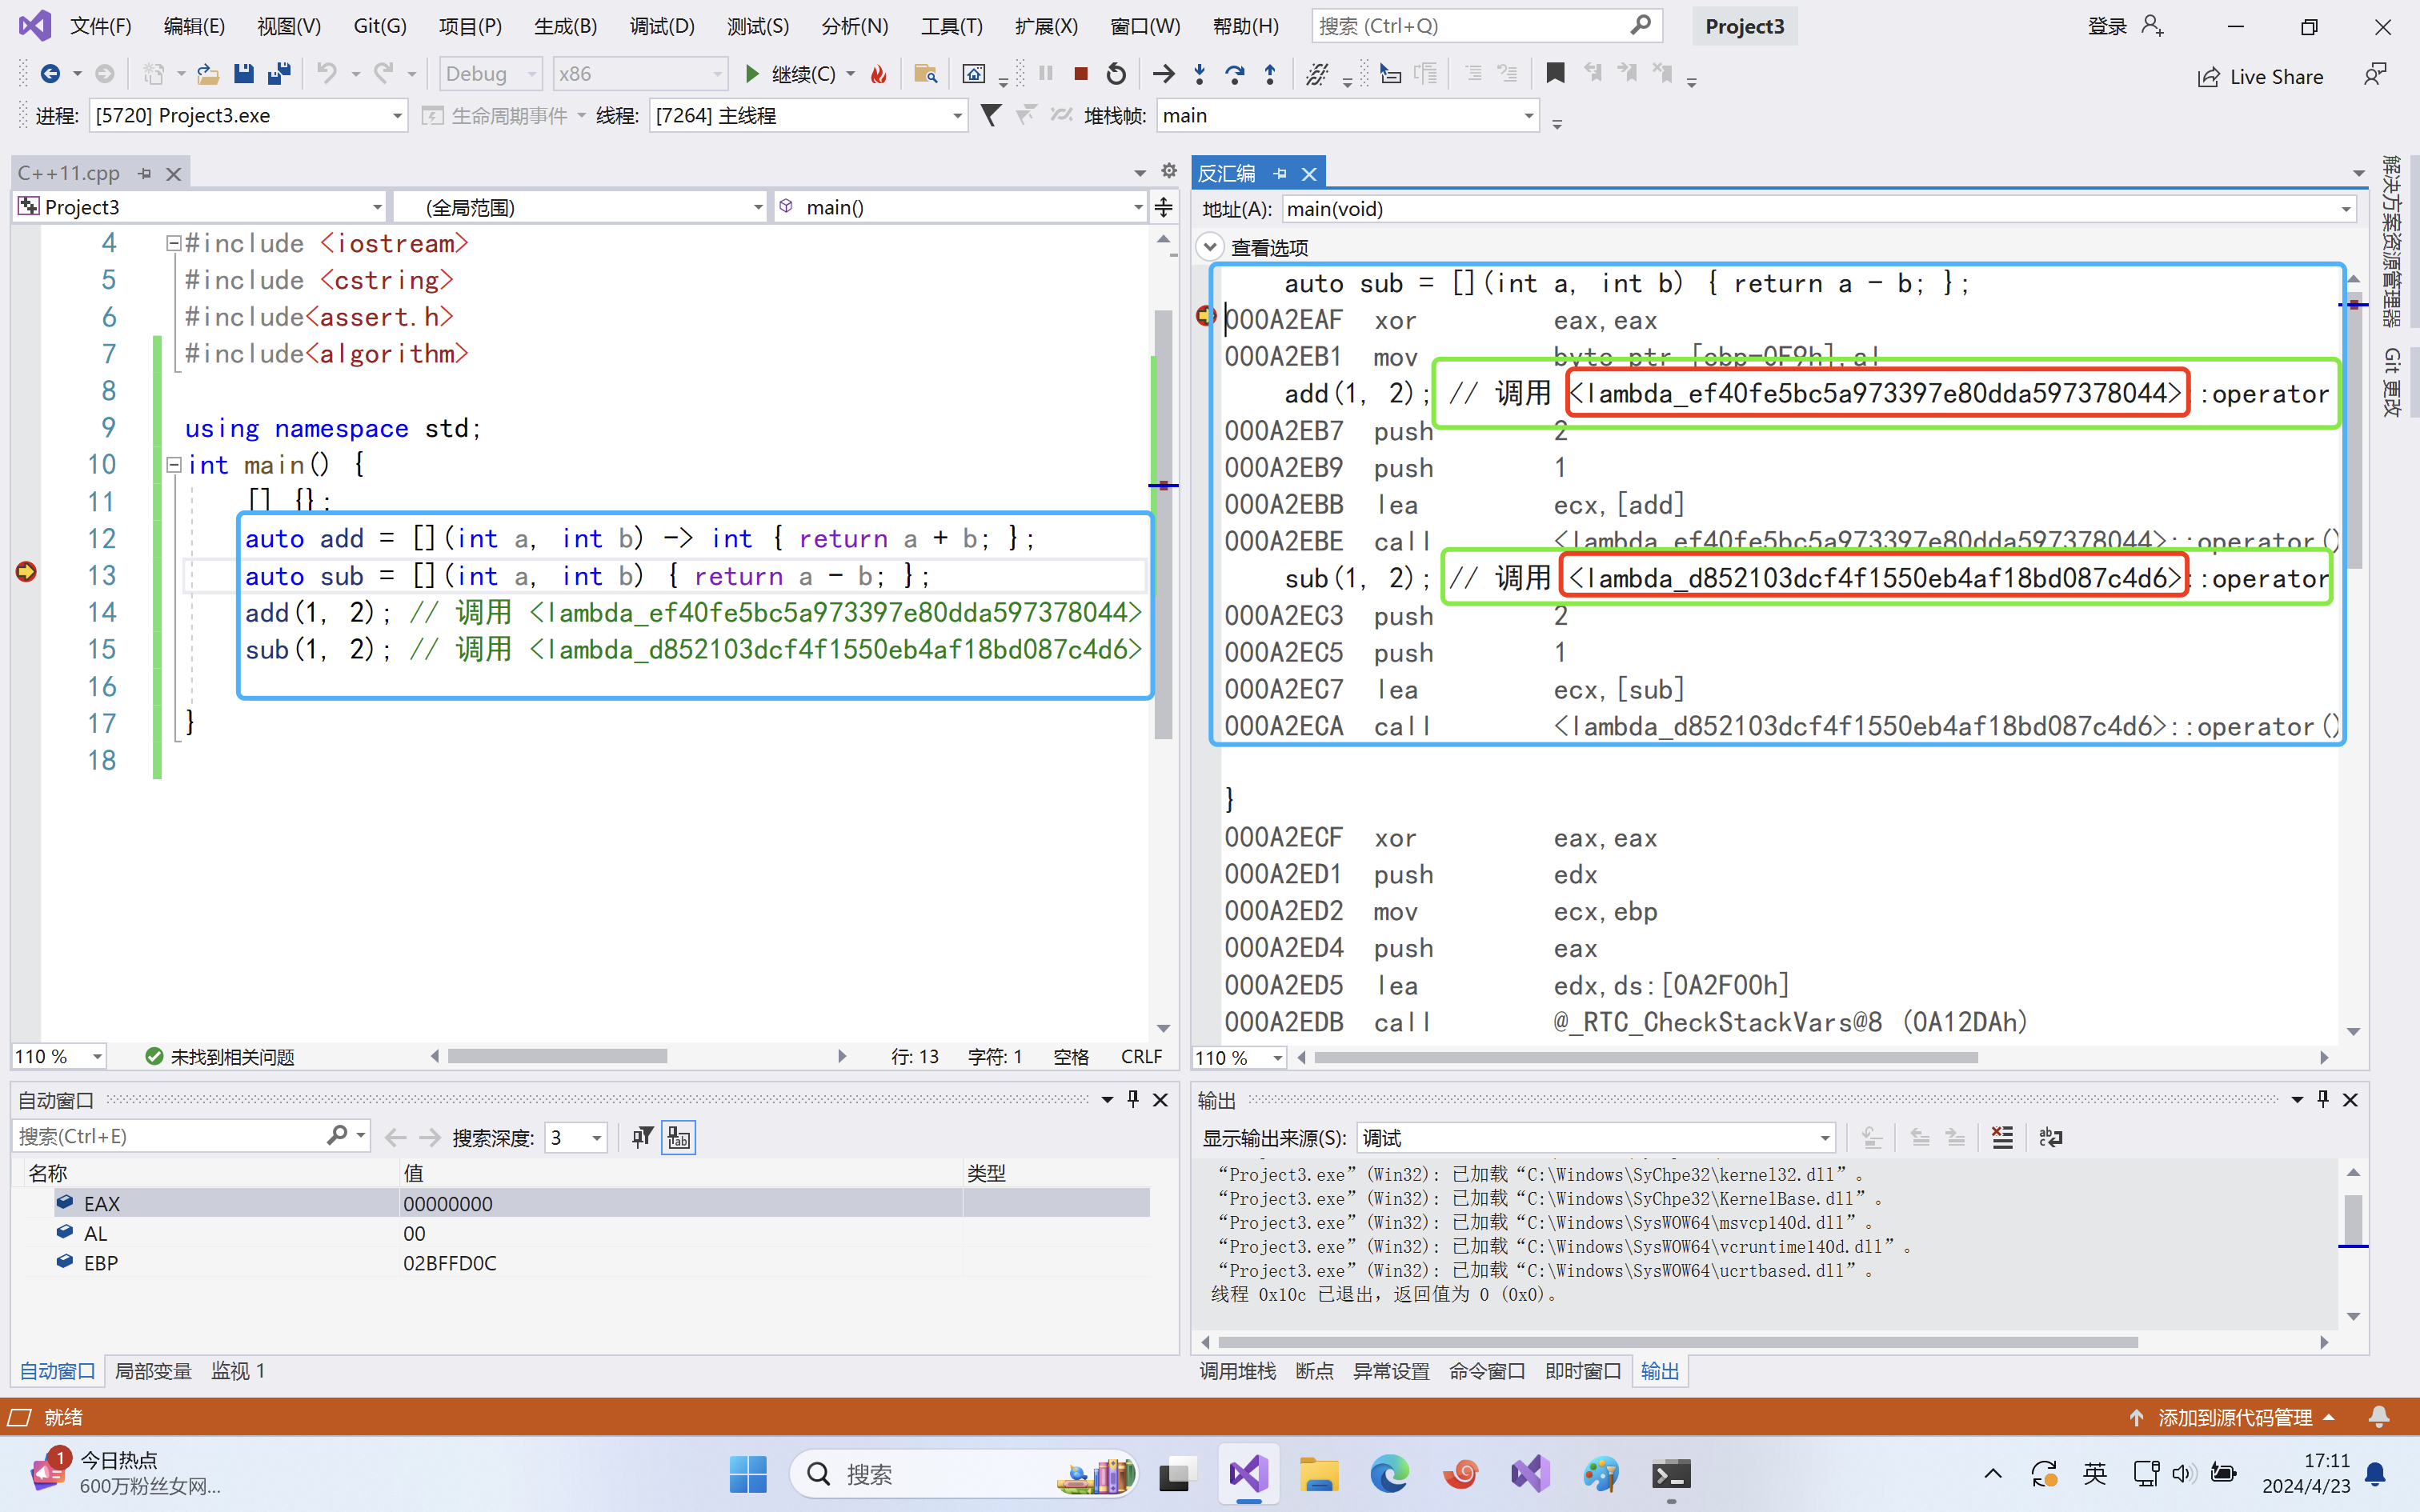 文件(F) 编辑(E) 视图(V) Git(G) 项目(P) 生成(B) 调试(D) 测试(S) 分析(N) 工具(T) 扩展(X) 窗口(W) 帮助(H) 搜索 (Ctrl+Q) Project3 登录
Debug x86 继续(C) Live Share
进程: [5720] Project3.exe 生命周期事件 线程: [7264] 主线程 堆栈帧: main
C++11.cpp
Project3 (全局范围) main()
4 #include <iostream>
5 #include <cstring>
6 #include<assert.h>
7 #include<algorithm>
8
9 using namespace std;
10 int main() {
11 [] {};
12 auto add = [](int a, int b) -> int { return a + b; };
13 auto sub = [](int a, int b) { return a - b; };
14 add(1, 2); // 调用 <lambda_ef40fe5bc5a973397e80dda597378044>
15 sub(1, 2); // 调用 <lambda_d852103dcf4f1550eb4af18bd087c4d6>
16
17 }
18
110 % 未找到相关问题 行: 13 字符: 1 空格 CRLF
反汇编
地址(A): main(void)
查看选项
auto sub = [](int a, int b) { return a - b; };
000A2EAF xor eax,eax
000A2EB1 mov byte ptr [ebp-0F9h],al
add(1, 2); // 调用 <lambda_ef40fe5bc5a973397e80dda597378044>::operator
000A2EB7 push 2
000A2EB9 push 1
000A2EBB lea ecx,[add]
000A2EBE call <lambda_ef40fe5bc5a973397e80dda597378044>::operator()
sub(1, 2); // 调用 <lambda_d852103dcf4f1550eb4af18bd087c4d6>::operator
000A2EC3 push 2
000A2EC5 push 1
000A2EC7 lea ecx,[sub]
000A2ECA call <lambda_d852103dcf4f1550eb4af18bd087c4d6>::operator()
}
000A2ECF xor eax,eax
000A2ED1 push edx
000A2ED2 mov ecx,ebp
000A2ED4 push eax
000A2ED5 lea edx,ds:[0A2F00h]
000A2EDB call @_RTC_CheckStackVars@8 (0A12DAh)
110 %
解决方案资源管理器
Git 更改
自动窗口
搜索(Ctrl+E) 搜索深度: 3
名称 值 类型
EAX 00000000
AL 00
EBP 02BFFD0C
自动窗口 局部变量 监视 1
输出
显示输出来源(S): 调试
“Project3.exe”(Win32): 已加载“C:\Windows\SyChpe32\kernel32.dll”。
“Project3.exe”(Win32): 已加载“C:\Windows\SyChpe32\KernelBase.dll”。
“Project3.exe”(Win32): 已加载“C:\Windows\SysWOW64\msvcp140d.dll”。
“Project3.exe”(Win32): 已加载“C:\Windows\SysWOW64\vcruntime140d.dll”。
“Project3.exe”(Win32): 已加载“C:\Windows\SysWOW64\ucrtbased.dll”。
线程 0x10c 已退出，返回值为 0 (0x0)。
调用堆栈 断点 异常设置 命令窗口 即时窗口 输出
就绪 添加到源代码管理
1 今日热点
600万粉丝女网...
搜索
英 17:11
2024/4/23